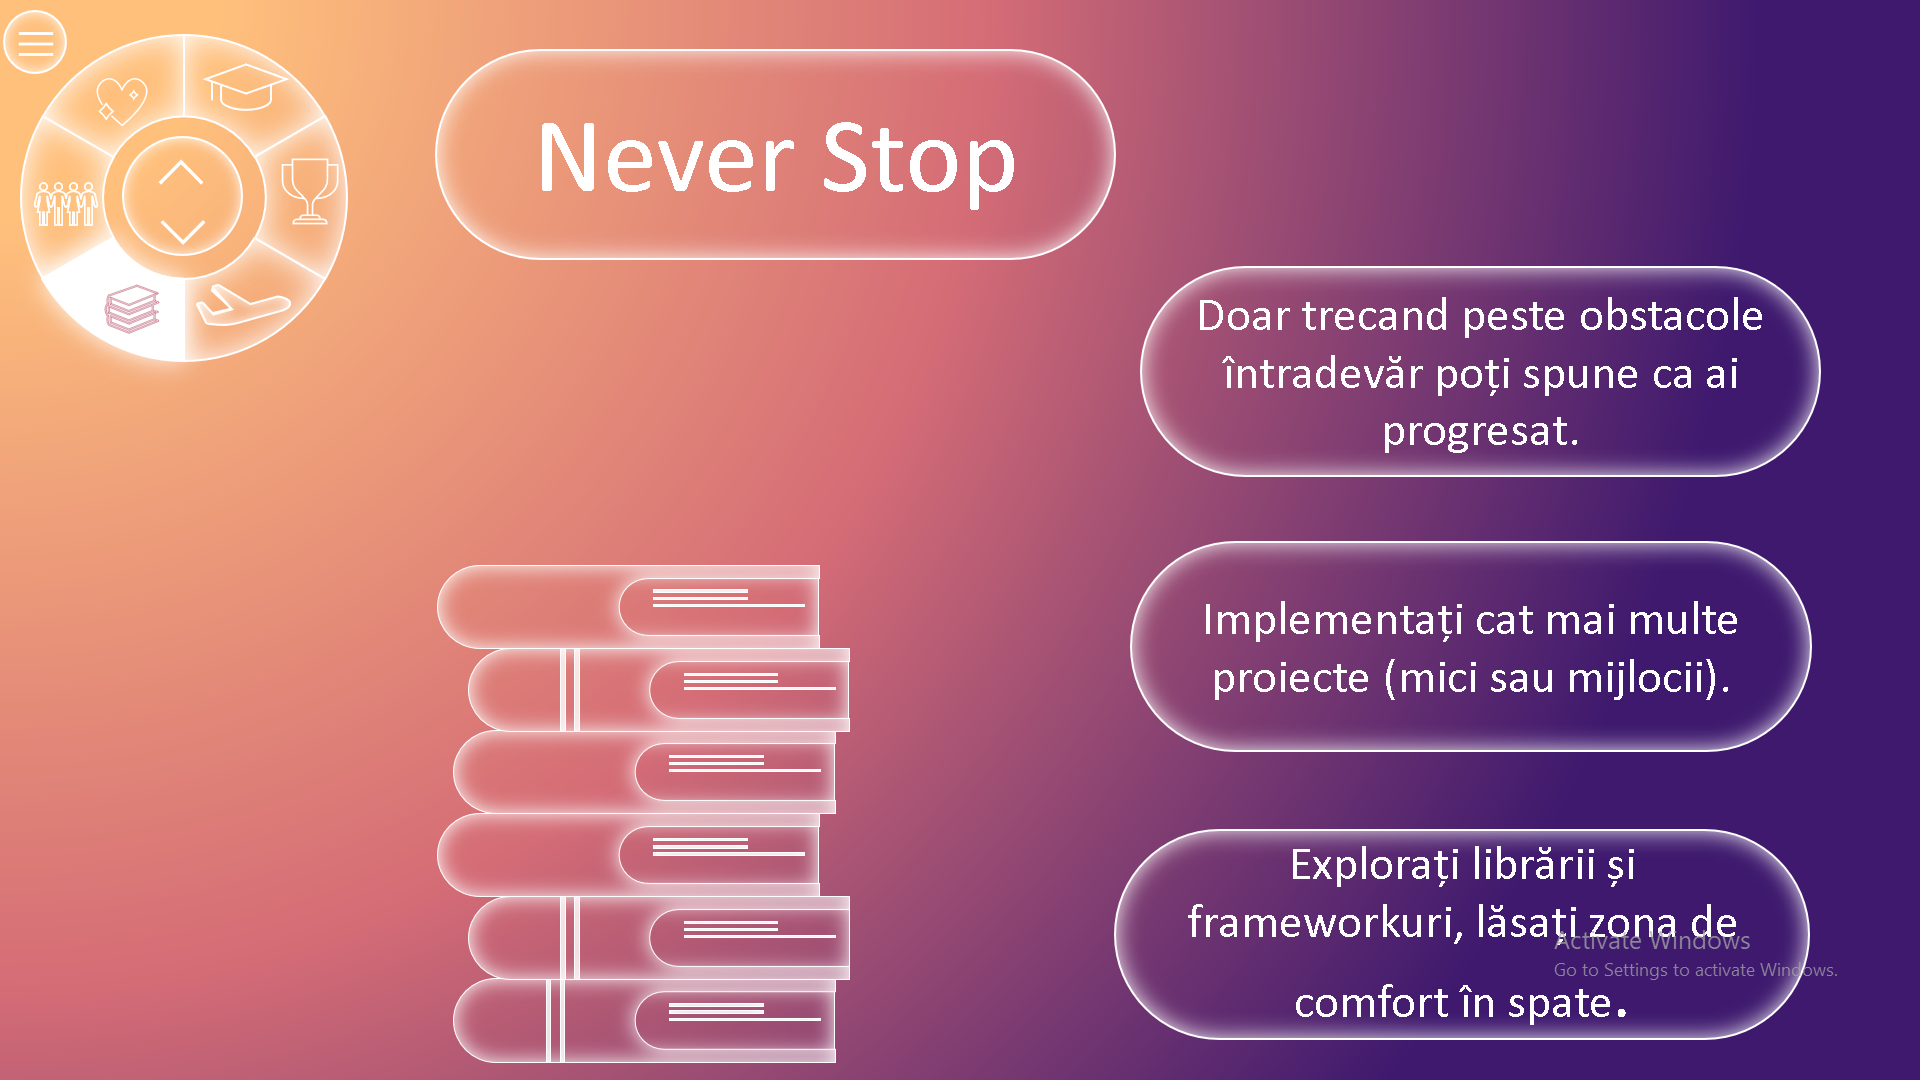 Never Stop
Doar trecand peste obstacole
întradevăr poți spune ca ai
progresat.
Implementați cat mai multe
proiecte (mici sau mijlocii).
Explorați librării și
frameworkuri, lăsați zona de
comfort în spate.
Activate Windows
Go to Settings to activate Windows.